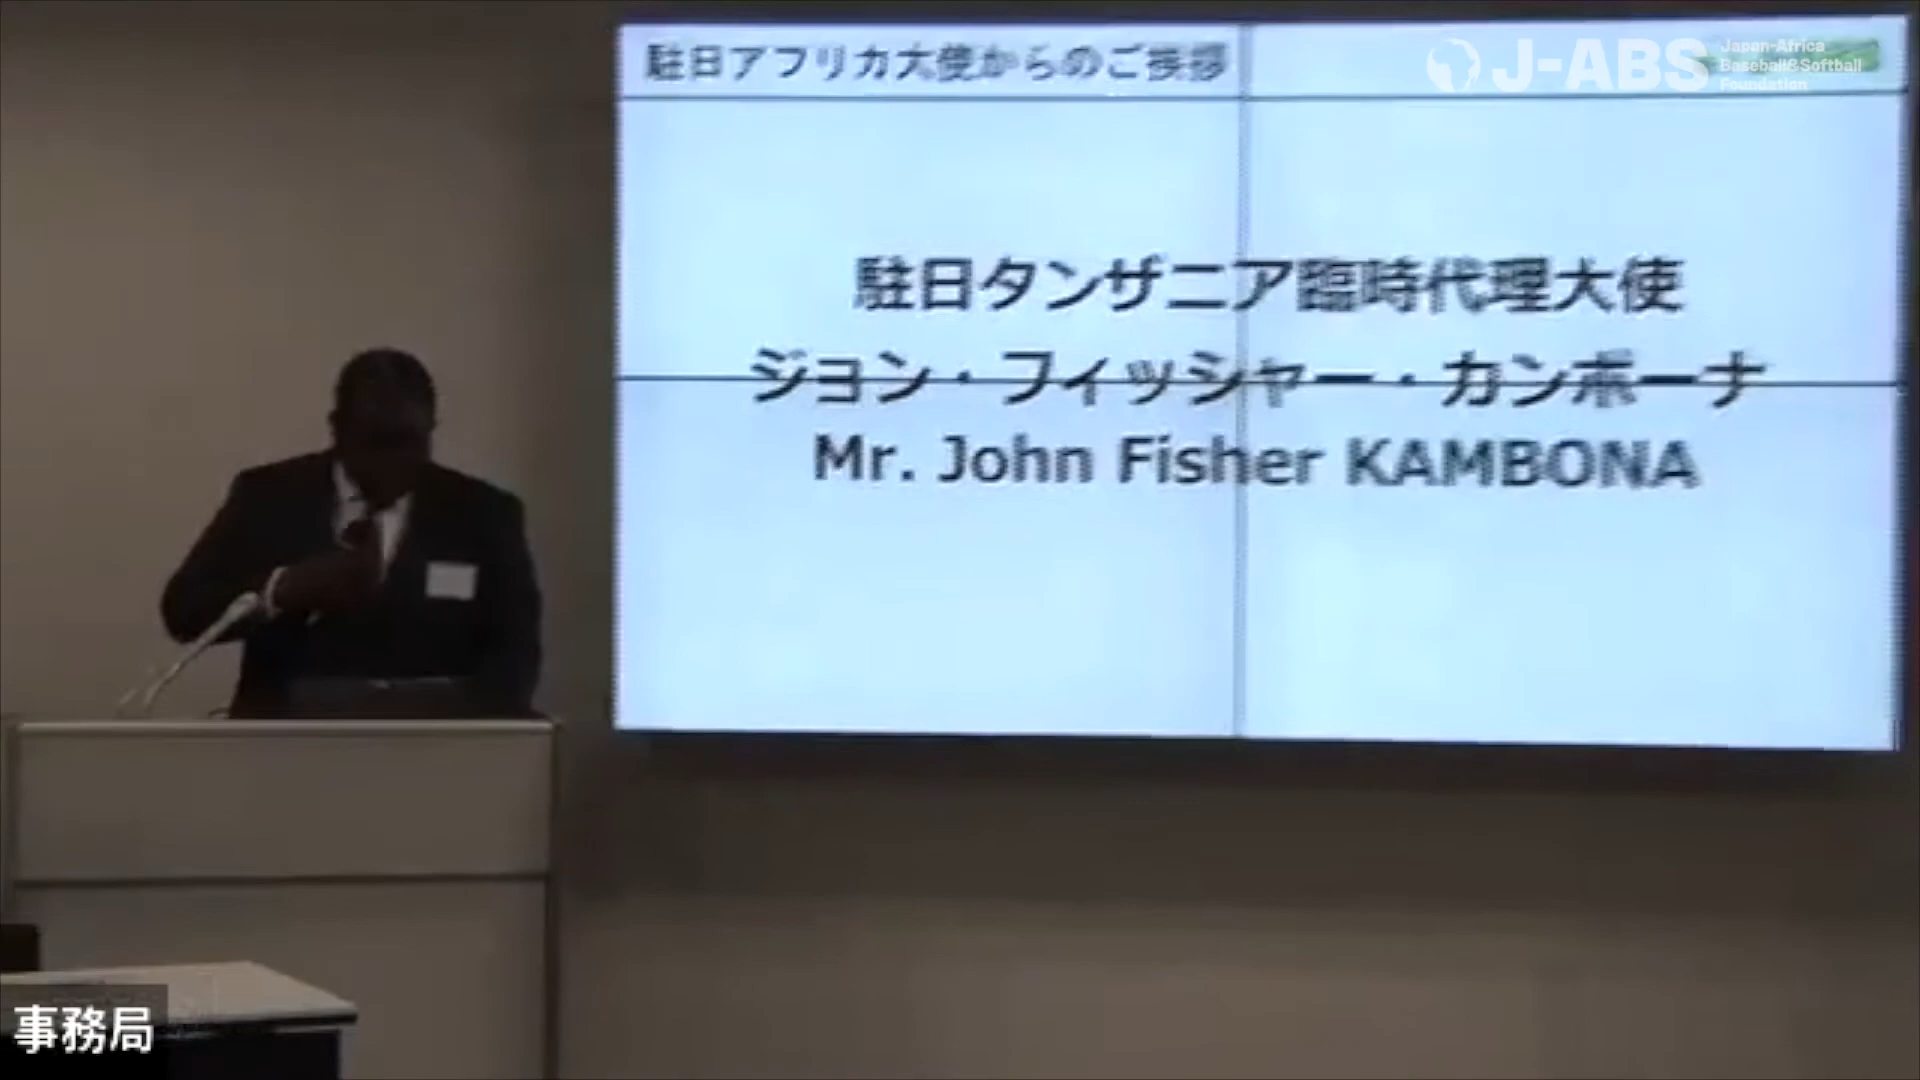 駐日アフリカ大使からのご挨拶
J-ABS
Japan-Africa
Baseball&Softball
Foundation
駐日タンザニア臨時代理大使
ジョン・フィッシャー・カンボーナ
Mr. John Fisher KAMBONA
事務局